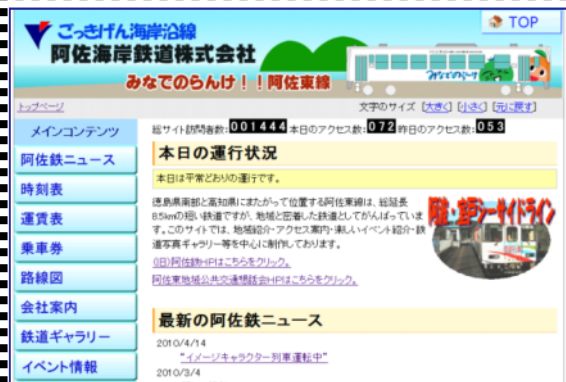 ごっきげん海岸沿線
TOP
阿佐海岸鉄道株式会社
みなでのらんけ！！阿佐東線
トップページ
文字のサイズ [大きく] [小さく] [元に戻す]
メインコンテンツ
総サイト訪問者数: 001444 本日のアクセス数: 072 昨日のアクセス数: 053
阿佐鉄ニュース
時刻表
運賃表
乗車券
路線図
会社案内
鉄道ギャラリー
イベント情報
本日の運行状況
本日は平常どおりの運行です。
徳島県南部と高知県にまたがって位置する阿佐東線は、総延長
8.5kmの短い鉄道ですが、地域と密着した鉄道としてがんばっていま
す。このサイトでは、地域紹介・アクセス案内・楽しいイベント紹介・鉄
道写真ギャラリー等を中心に制作しております。
(旧)阿佐鉄HPはこちらをクリック。
阿佐東地域公共交通懇話会HPはこちらをクリック。
阿佐・室戸シーサイドライン
最新の阿佐鉄ニュース
2010/4/14
"イメージキャラクター列車運転中"
2010/3/4